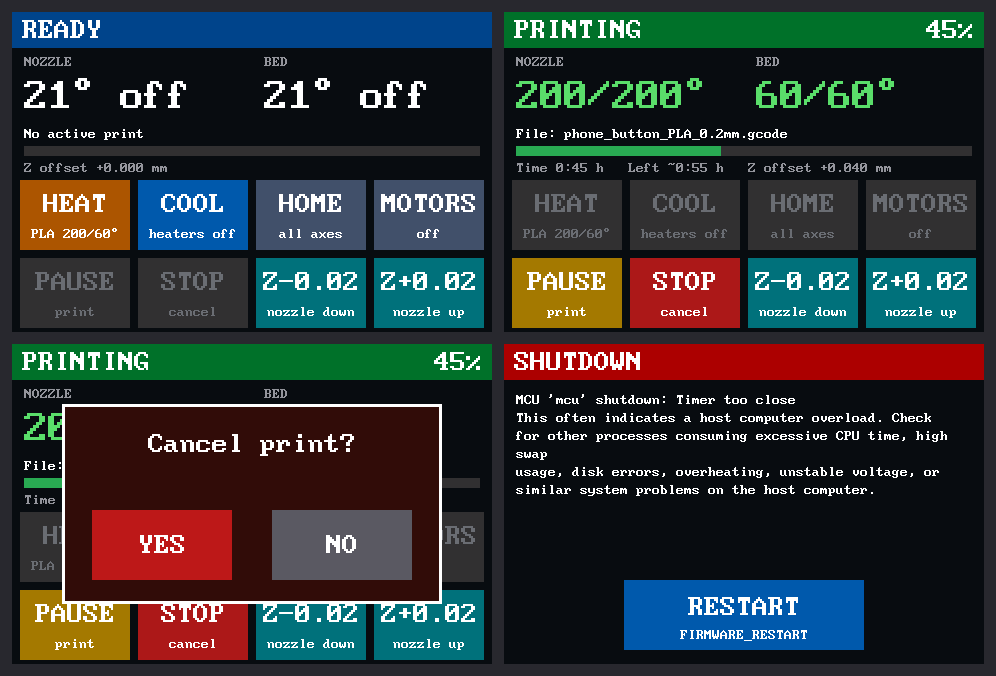 READY
NOZZLE BED
21° off 21° off
No active print
Z offset +0.000 mm
HEAT COOL HOME MOTORS
PLA 200/60° heaters off all axes off
PAUSE STOP Z-0.02 Z+0.02
print cancel nozzle down nozzle up
PRINTING 45%
NOZZLE BED
200/200° 60/60°
File: phone_button_PLA_0.2mm.gcode
Time 0:45 h Left ~0:55 h Z offset +0.040 mm
HEAT COOL HOME MOTORS
PLA 200/60° heaters off all axes off
PAUSE STOP Z-0.02 Z+0.02
print cancel nozzle down nozzle up
PRINTING 45%
NOZZLE BED
20
File:
Cancel print?
Time
YES NO
PLA
PAUSE STOP Z-0.02 Z+0.02
print cancel nozzle down nozzle up
SHUTDOWN
MCU 'mcu' shutdown: Timer too close
This often indicates a host computer overload. Check
for other processes consuming excessive CPU time, high
swap
usage, disk errors, overheating, unstable voltage, or
similar system problems on the host computer.
RESTART
FIRMWARE_RESTART